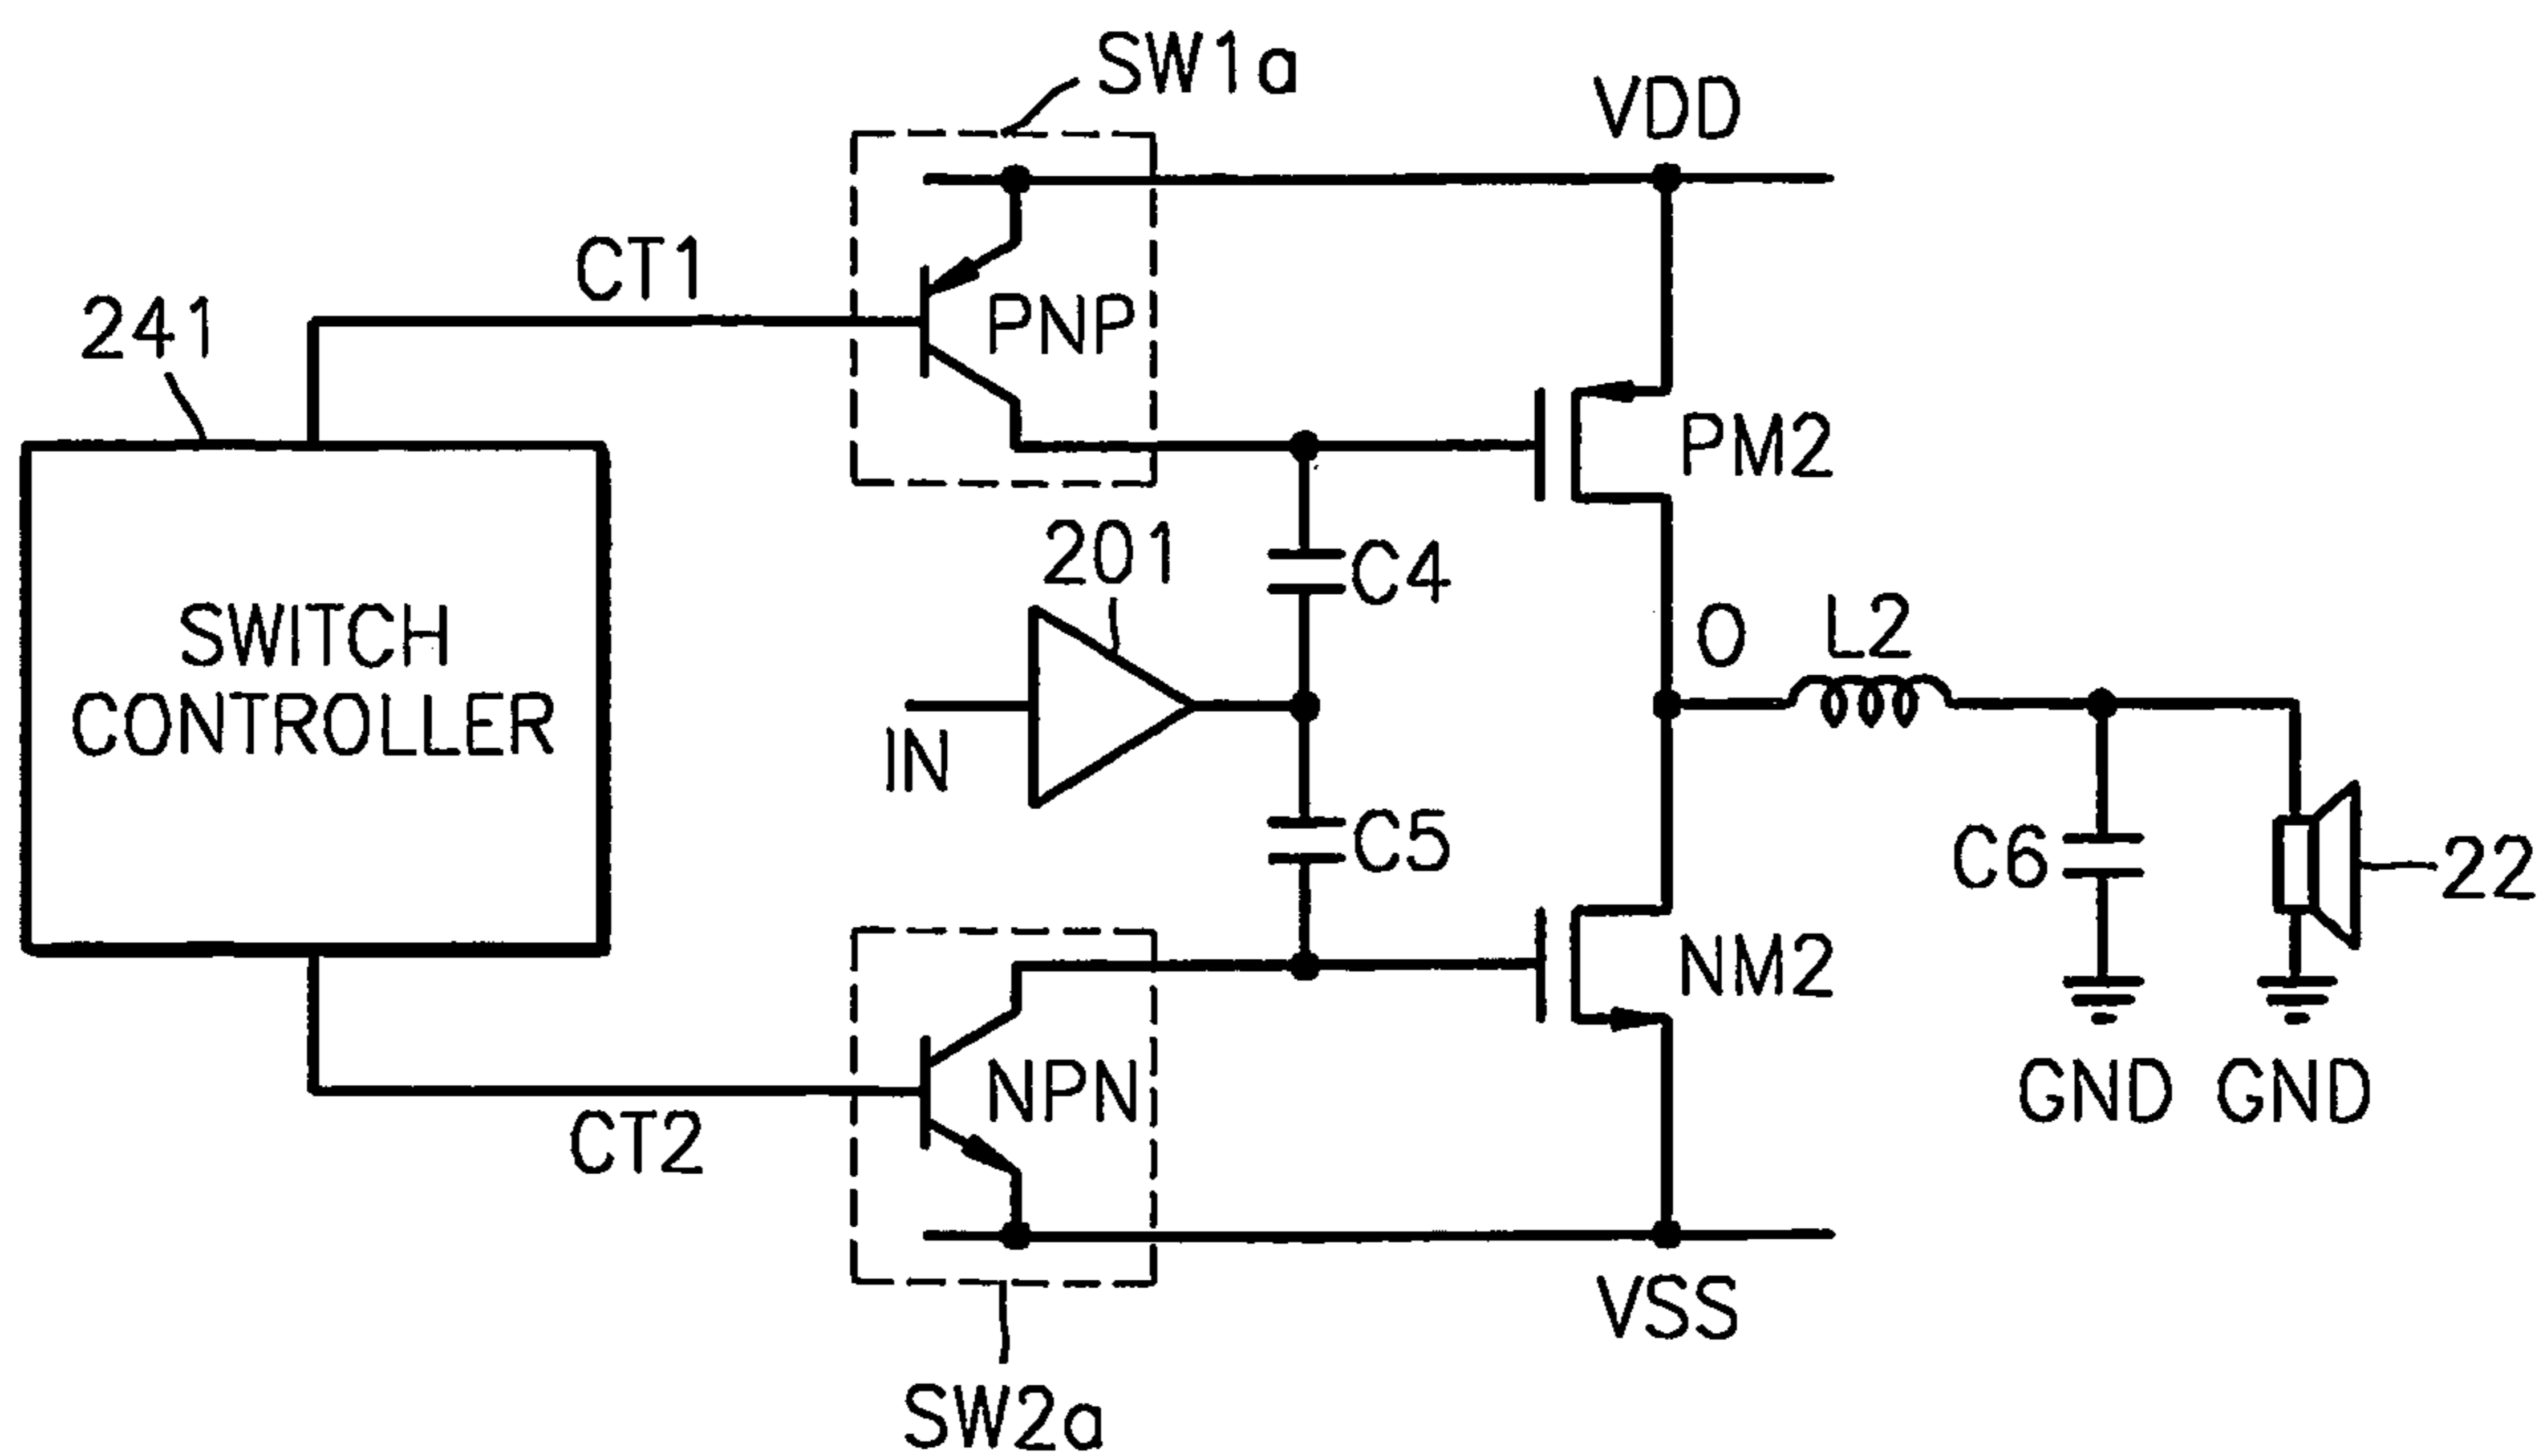 SW1a
VDD
CT1
241
PNP
PM2
201
C4
SWITCH
CONTROLLER
O
L2
IN
C5
C6
22
NM2
NPN
GND
GND
CT2
VSS
SW2a